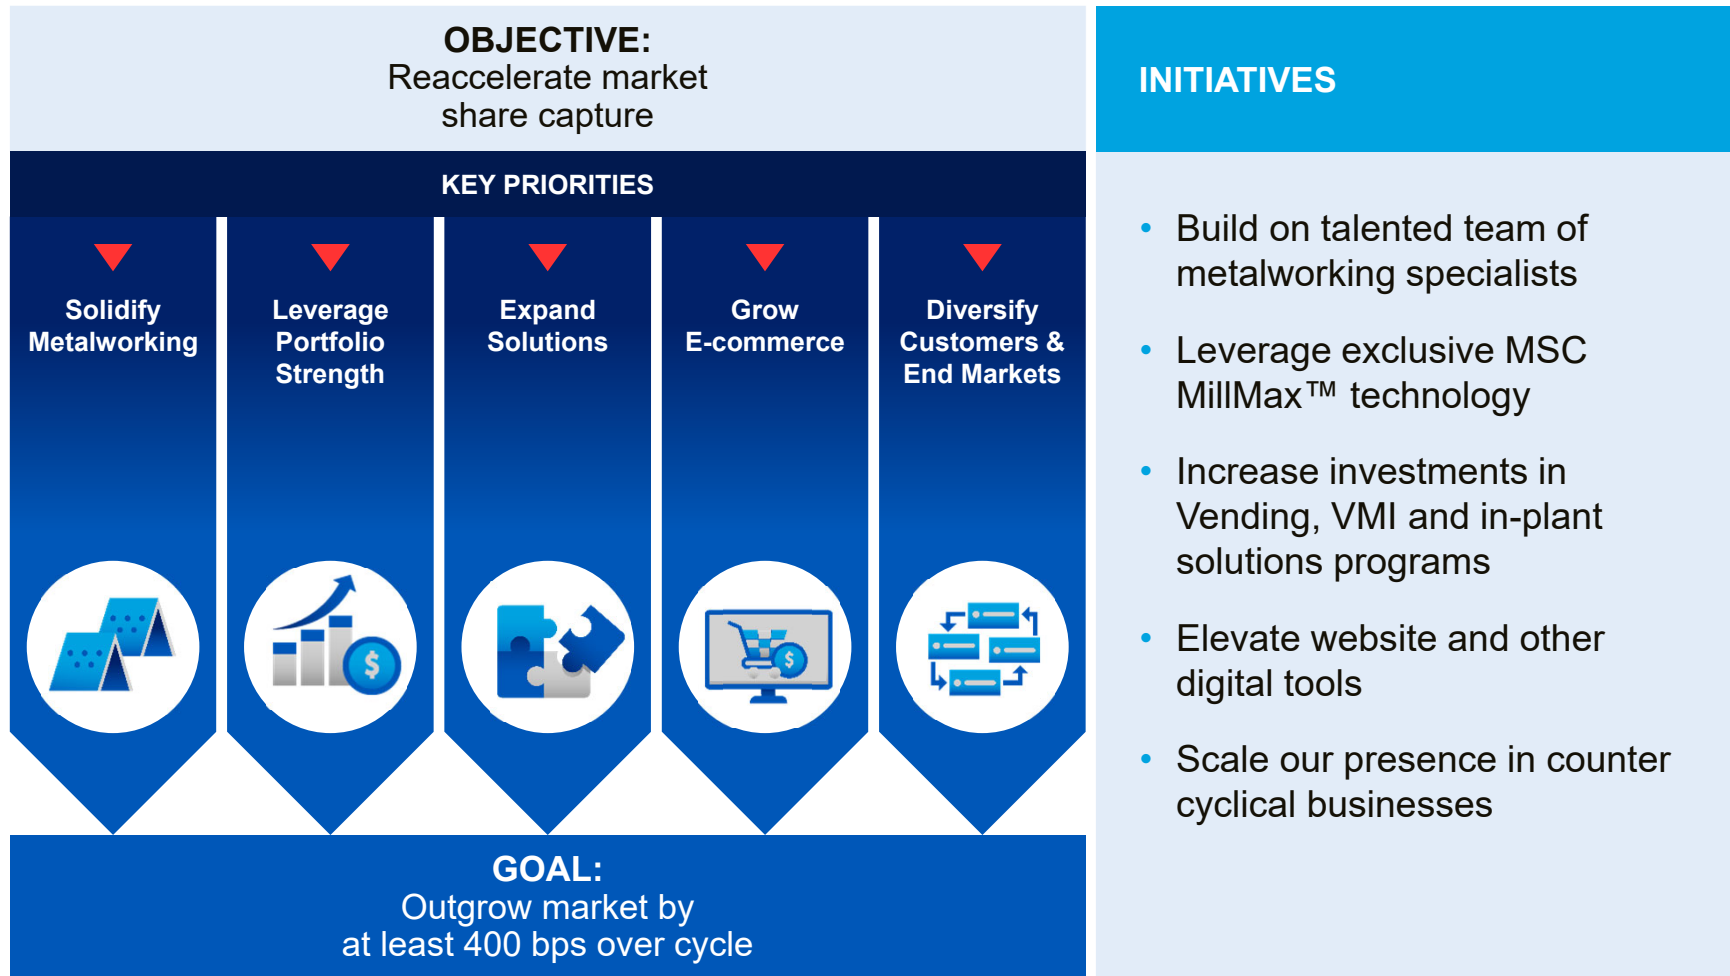 OBJECTIVE:
Reaccelerate market
share capture
KEY PRIORITIES
Solidify
Metalworking
Leverage
Portfolio
Strength
Expand
Solutions
Grow
E-commerce
Diversify
Customers &
End Markets
$
$
GOAL:
Outgrow market by
at least 400 bps over cycle
INITIATIVES
• Build on talented team of
metalworking specialists
• Leverage exclusive MSC
MillMax™ technology
• Increase investments in
Vending, VMI and in-plant
solutions programs
• Elevate website and other
digital tools
• Scale our presence in counter
cyclical businesses